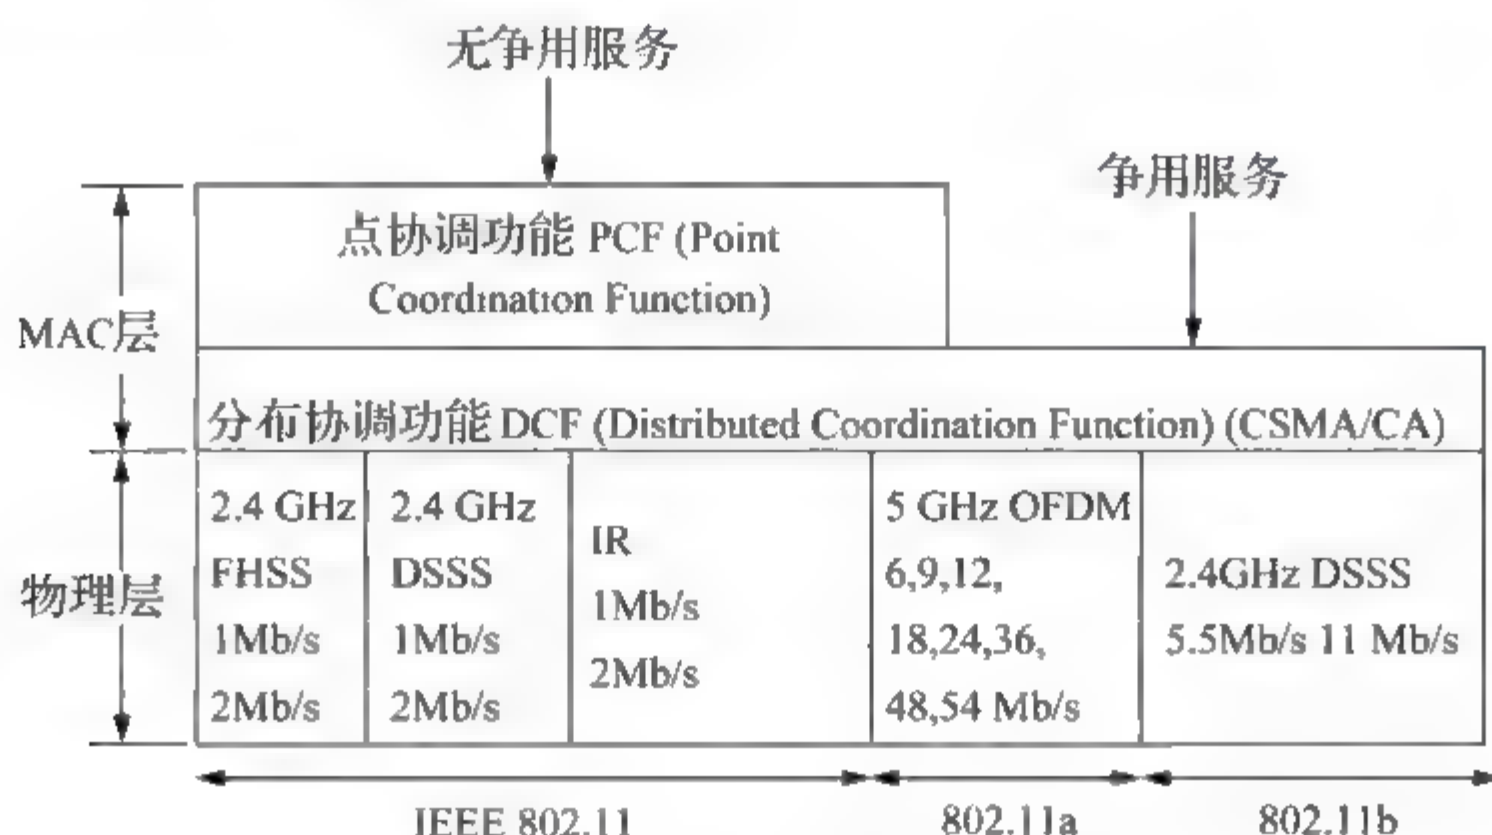 无争用服务
争用服务
点协调功能 PCF (Point
Coordination Function)
MAC层
分布协调功能 DCF (Distributed Coordination Function) (CSMA/CA)
物理层
2.4 GHz
FHSS
1Mb/s
2Mb/s
2.4 GHz
DSSS
1Mb/s
2Mb/s
IR
1Mb/s
2Mb/s
5 GHz OFDM
6,9,12,
18,24,36,
48,54 Mb/s
2.4GHz DSSS
5.5Mb/s 11 Mb/s
IEEE 802.11
802.11a
802.11b